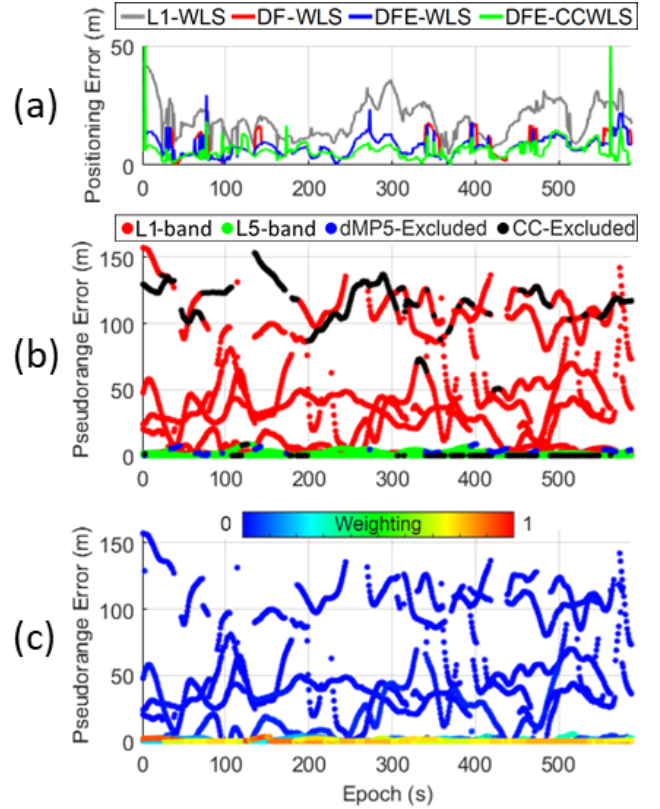 L1-WLS DF-WLS DFE-WLS DFE-CCWLS
(a)
Positioning Error (m)
50
0
0 100 200 300 400 500
L1-band L5-band dMP5-Excluded CC-Excluded
(b)
Pseudorange Error (m)
150
100
50
0
0 100 200 300 400 500
0 Weighting 1
(c)
Pseudorange Error (m)
150
100
50
0
0 100 200 300 400 500
Epoch (s)